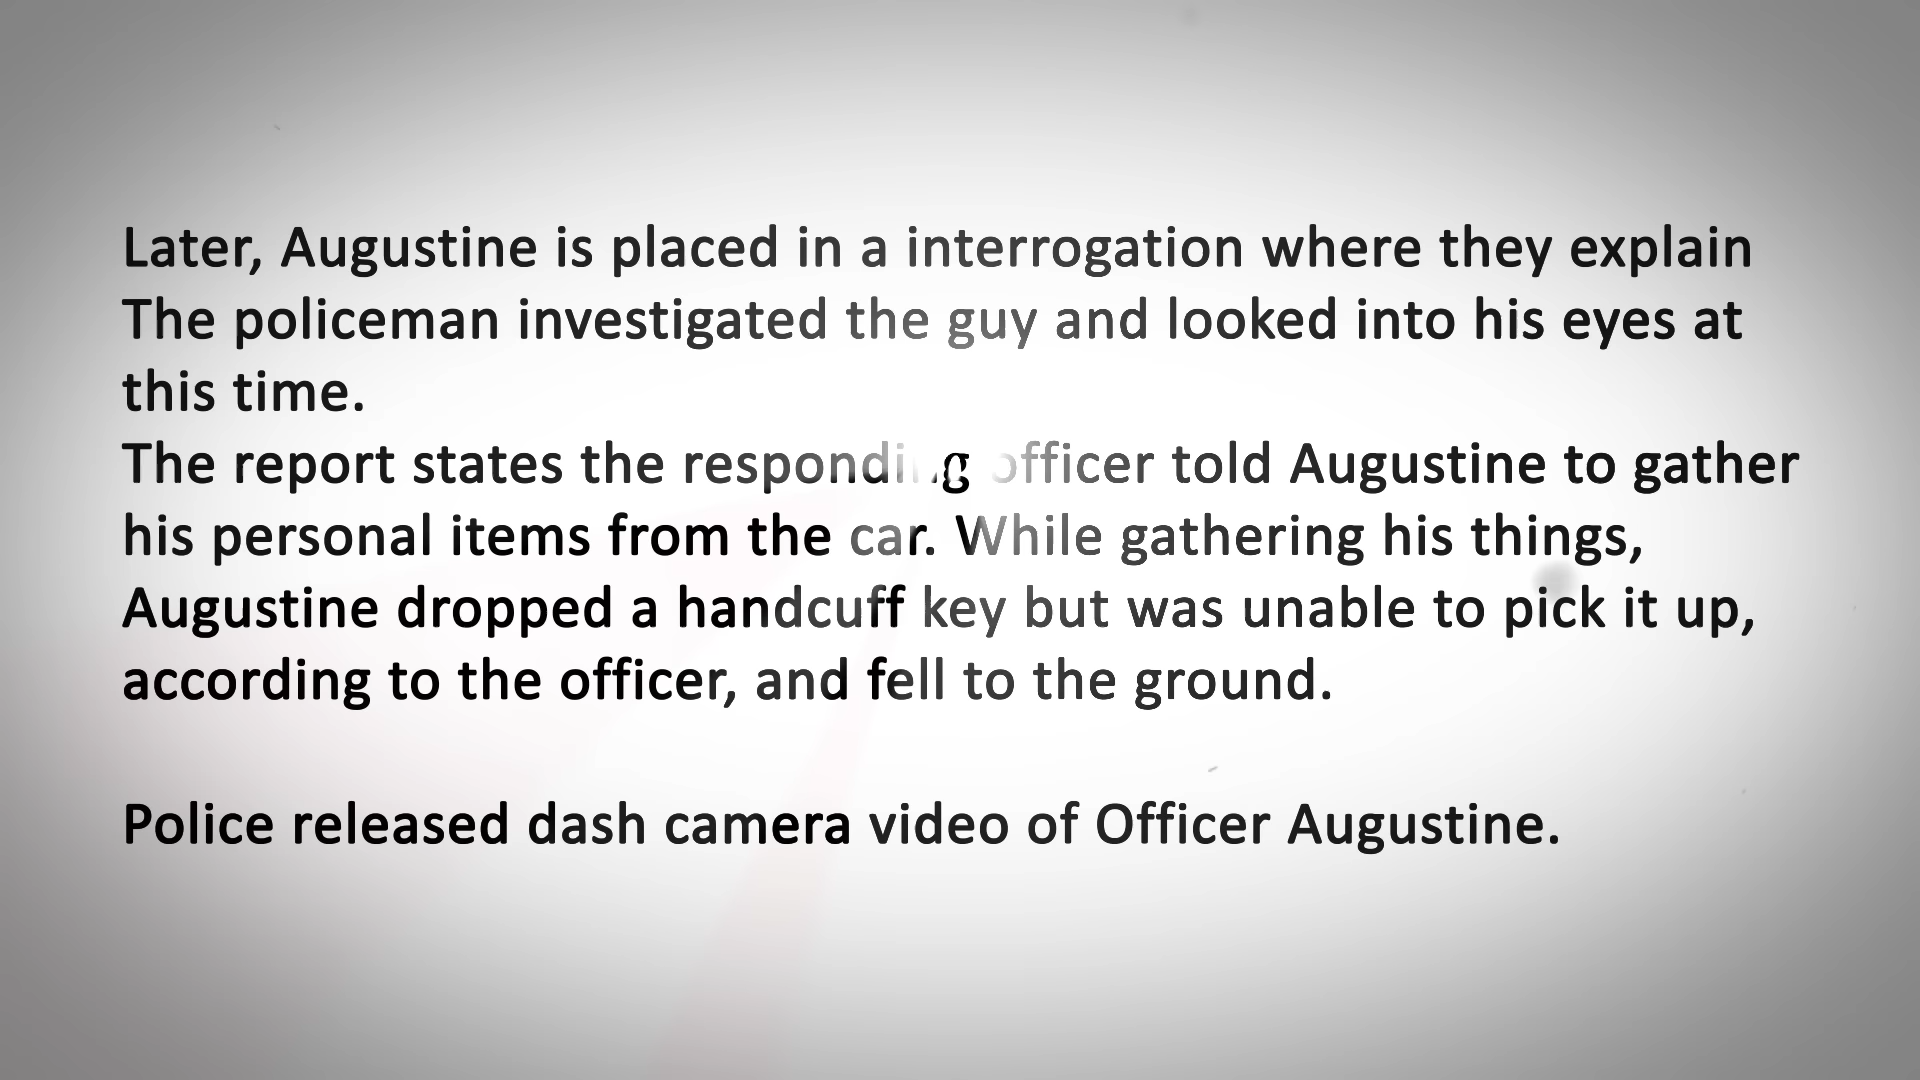 Later, Augustine is placed in a interrogation where they explain
The policeman investigated the guy and looked into his eyes at
this time.
The report states the responding officer told Augustine to gather
his personal items from the car. While gathering his things,
Augustine dropped a handcuff key but was unable to pick it up,
according to the officer, and fell to the ground.
Police released dash camera video of Officer Augustine.